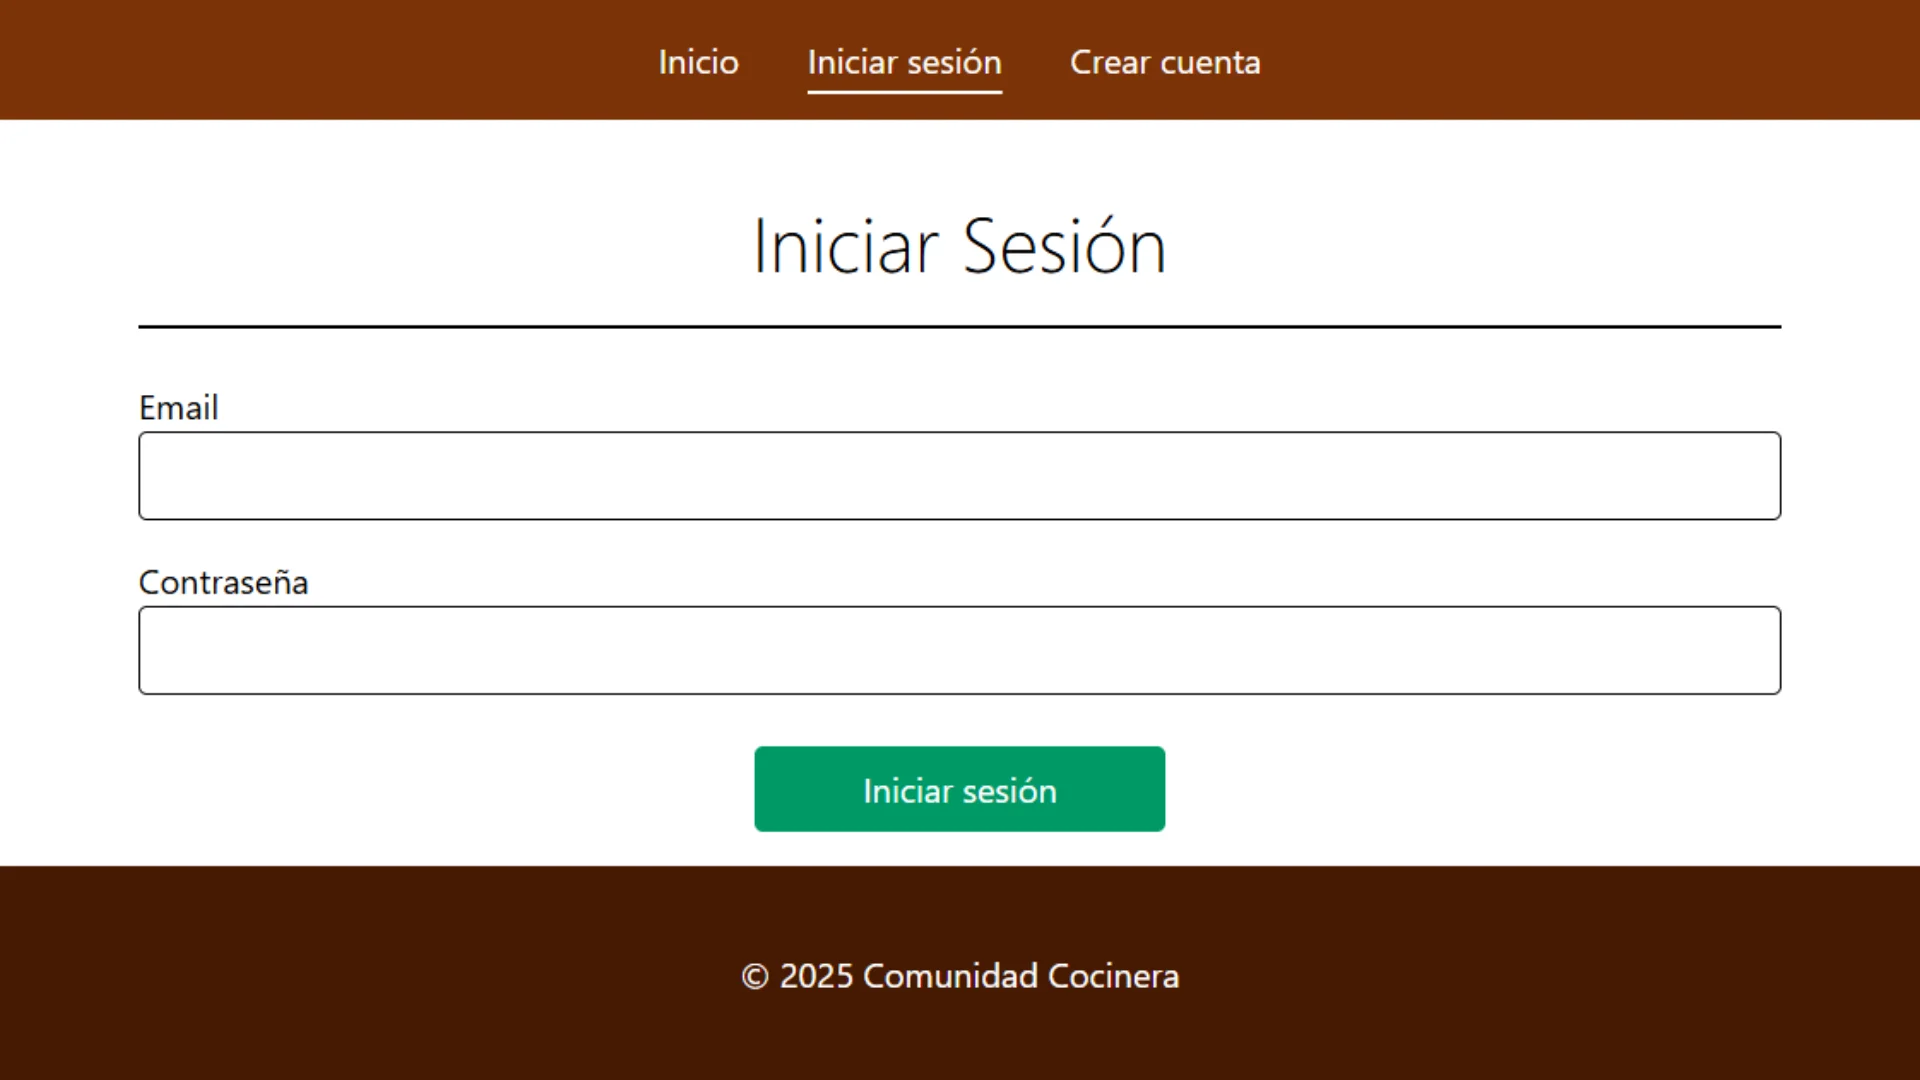 Inicio Iniciar sesión Crear cuenta
Iniciar Sesión
Email
Contraseña
Iniciar sesión
© 2025 Comunidad Cocinera